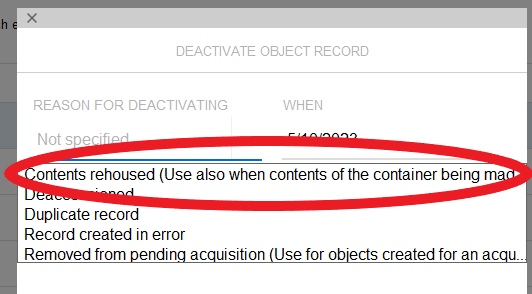 h e
×
DEACTIVATE OBJECT RECORD
REASON FOR DEACTIVATING WHEN
Not specified 5/10/2023
Contents rehoused (Use also when contents of the container being mad
Deaccessioned
Duplicate record
Record created in error
Removed from pending acquisition (Use for objects created for an acqu...